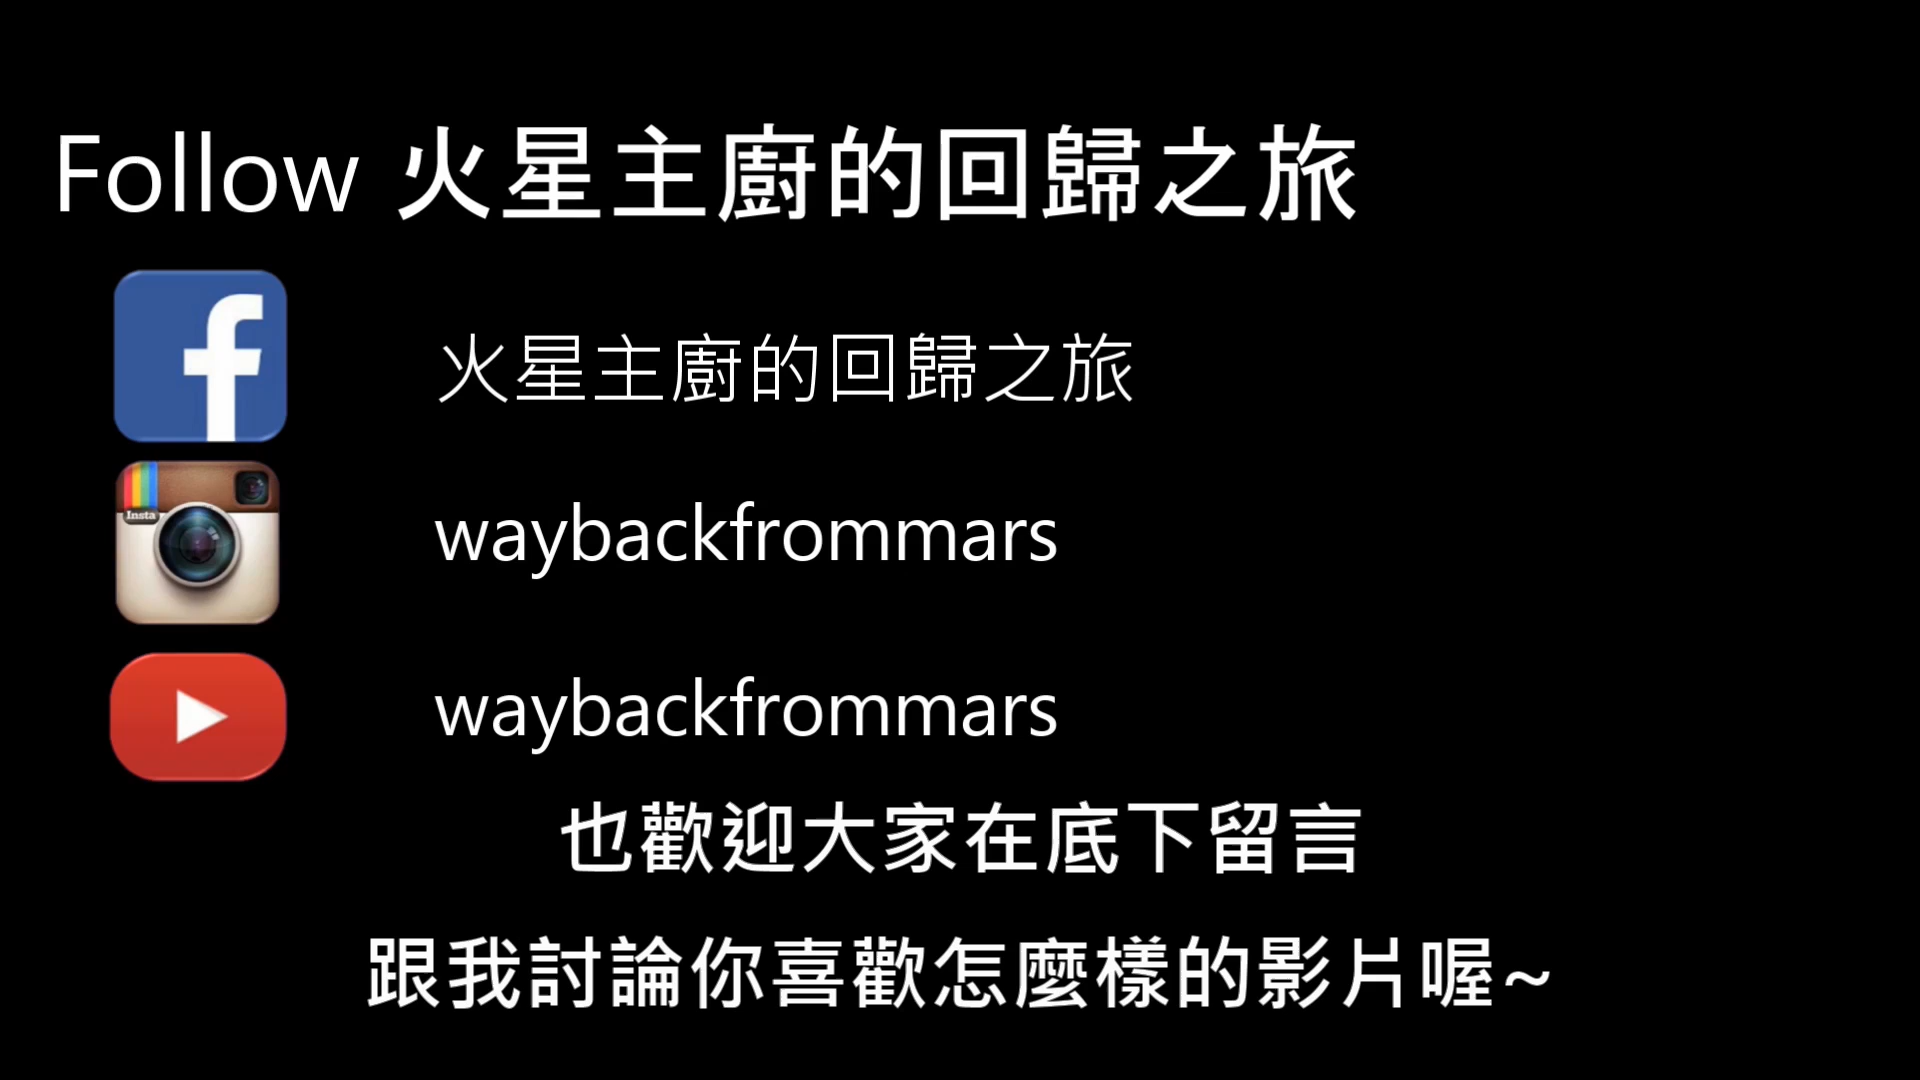 Follow 火星主廚的回歸之旅
火星主廚的回歸之旅
Insta
waybackfrommars
waybackfrommars
也歡迎大家在底下留言
跟我討論你喜歡怎麼樣的影片喔~